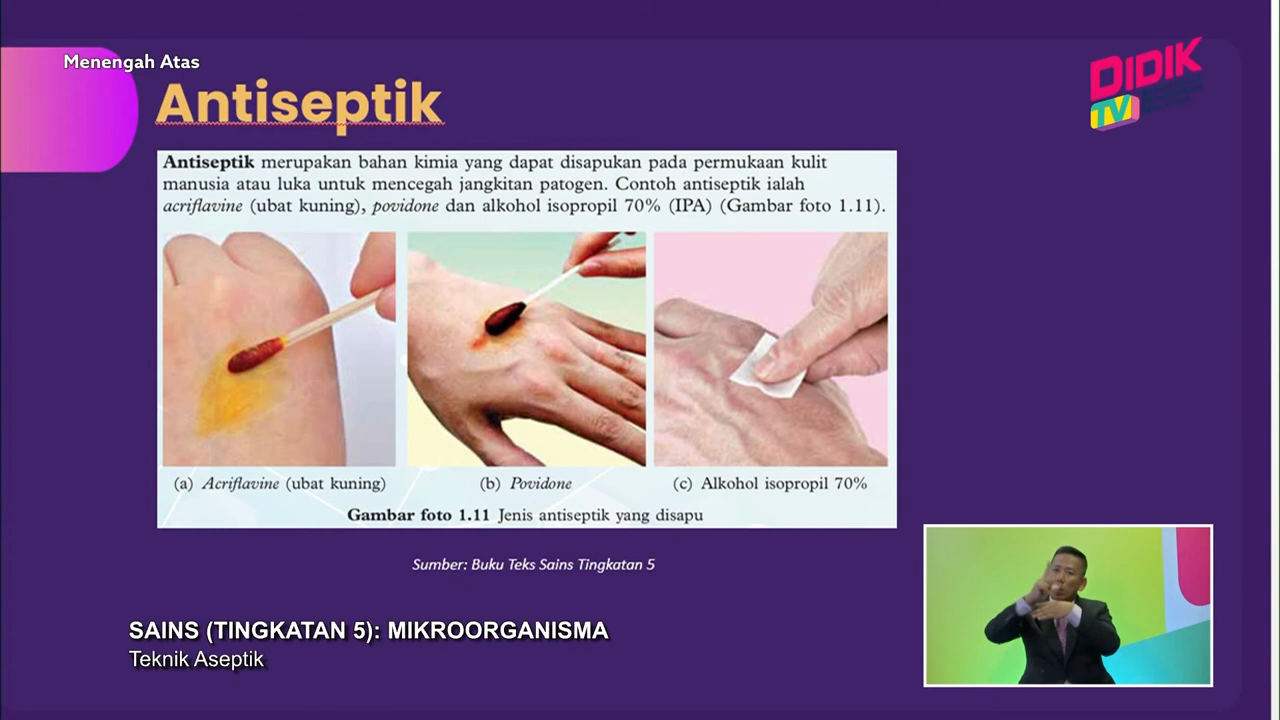 Menengah Atas
DIDIK
TV
Antiseptik
Antiseptik merupakan bahan kimia yang dapat disapukan pada permukaan kulit
manusia atau luka untuk mencegah jangkitan patogen. Contoh antiseptik ialah
acriflavine (ubat kuning), povidone dan alkohol isopropil 70% (IPA) (Gambar foto 1.11).
(a) Acriflavine (ubat kuning)
(b) Povidone
(c) Alkohol isopropil 70%
Gambar foto 1.11 Jenis antiseptik yang disapu
Sumber: Buku Teks Sains Tingkatan 5
SAINS (TINGKATAN 5): MIKROORGANISMA
Teknik Aseptik